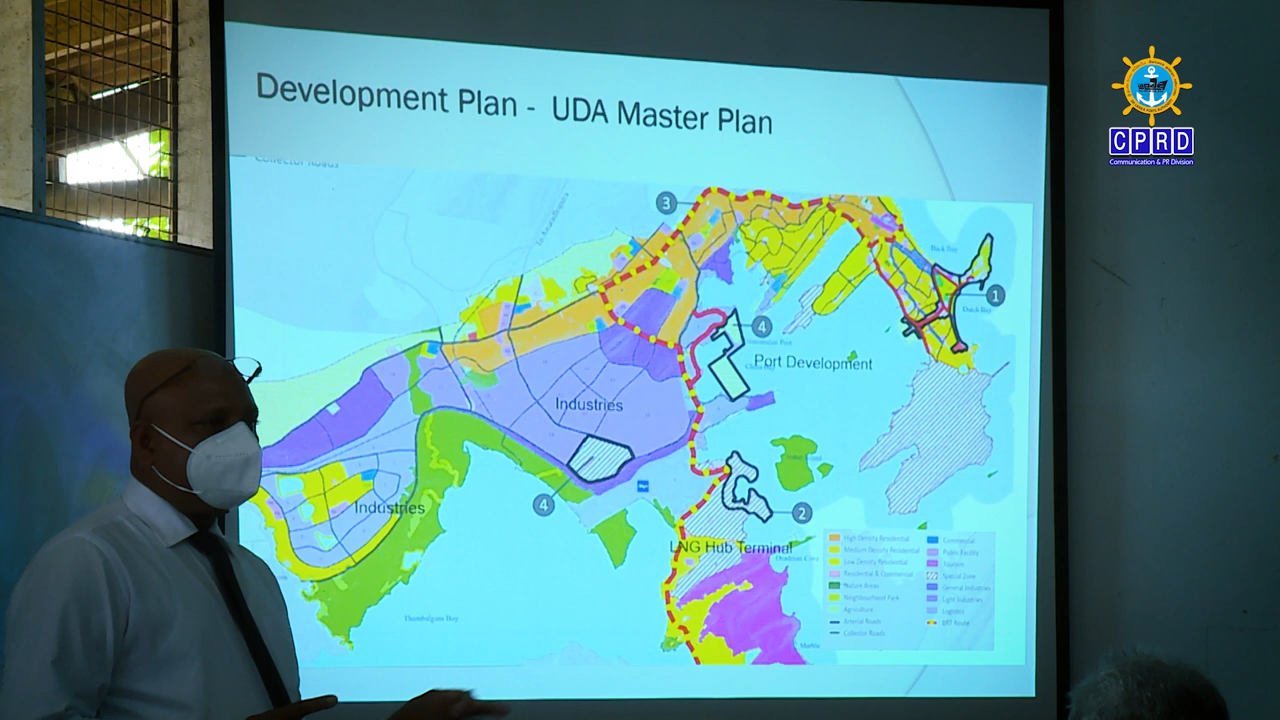 Development Plan - UDA Master Plan
CPRD
Communication & PR Division
Collector Roads
3
Black Bay
1
Dutch Bay
4
Port Development
Industries
4
Industries
2
LNG Hub Terminal
Thambalgam Bay
High Density Residential
Medium Density Residential
Low Density Residential
Residential & Commercial
Nature Areas
Neighbourhood Park
Agriculture
Arterial Roads
Collector Roads
Commercial
Public Facility
Tourism
Special Zone
General Industries
Light Industries
Logistics
BRT Route